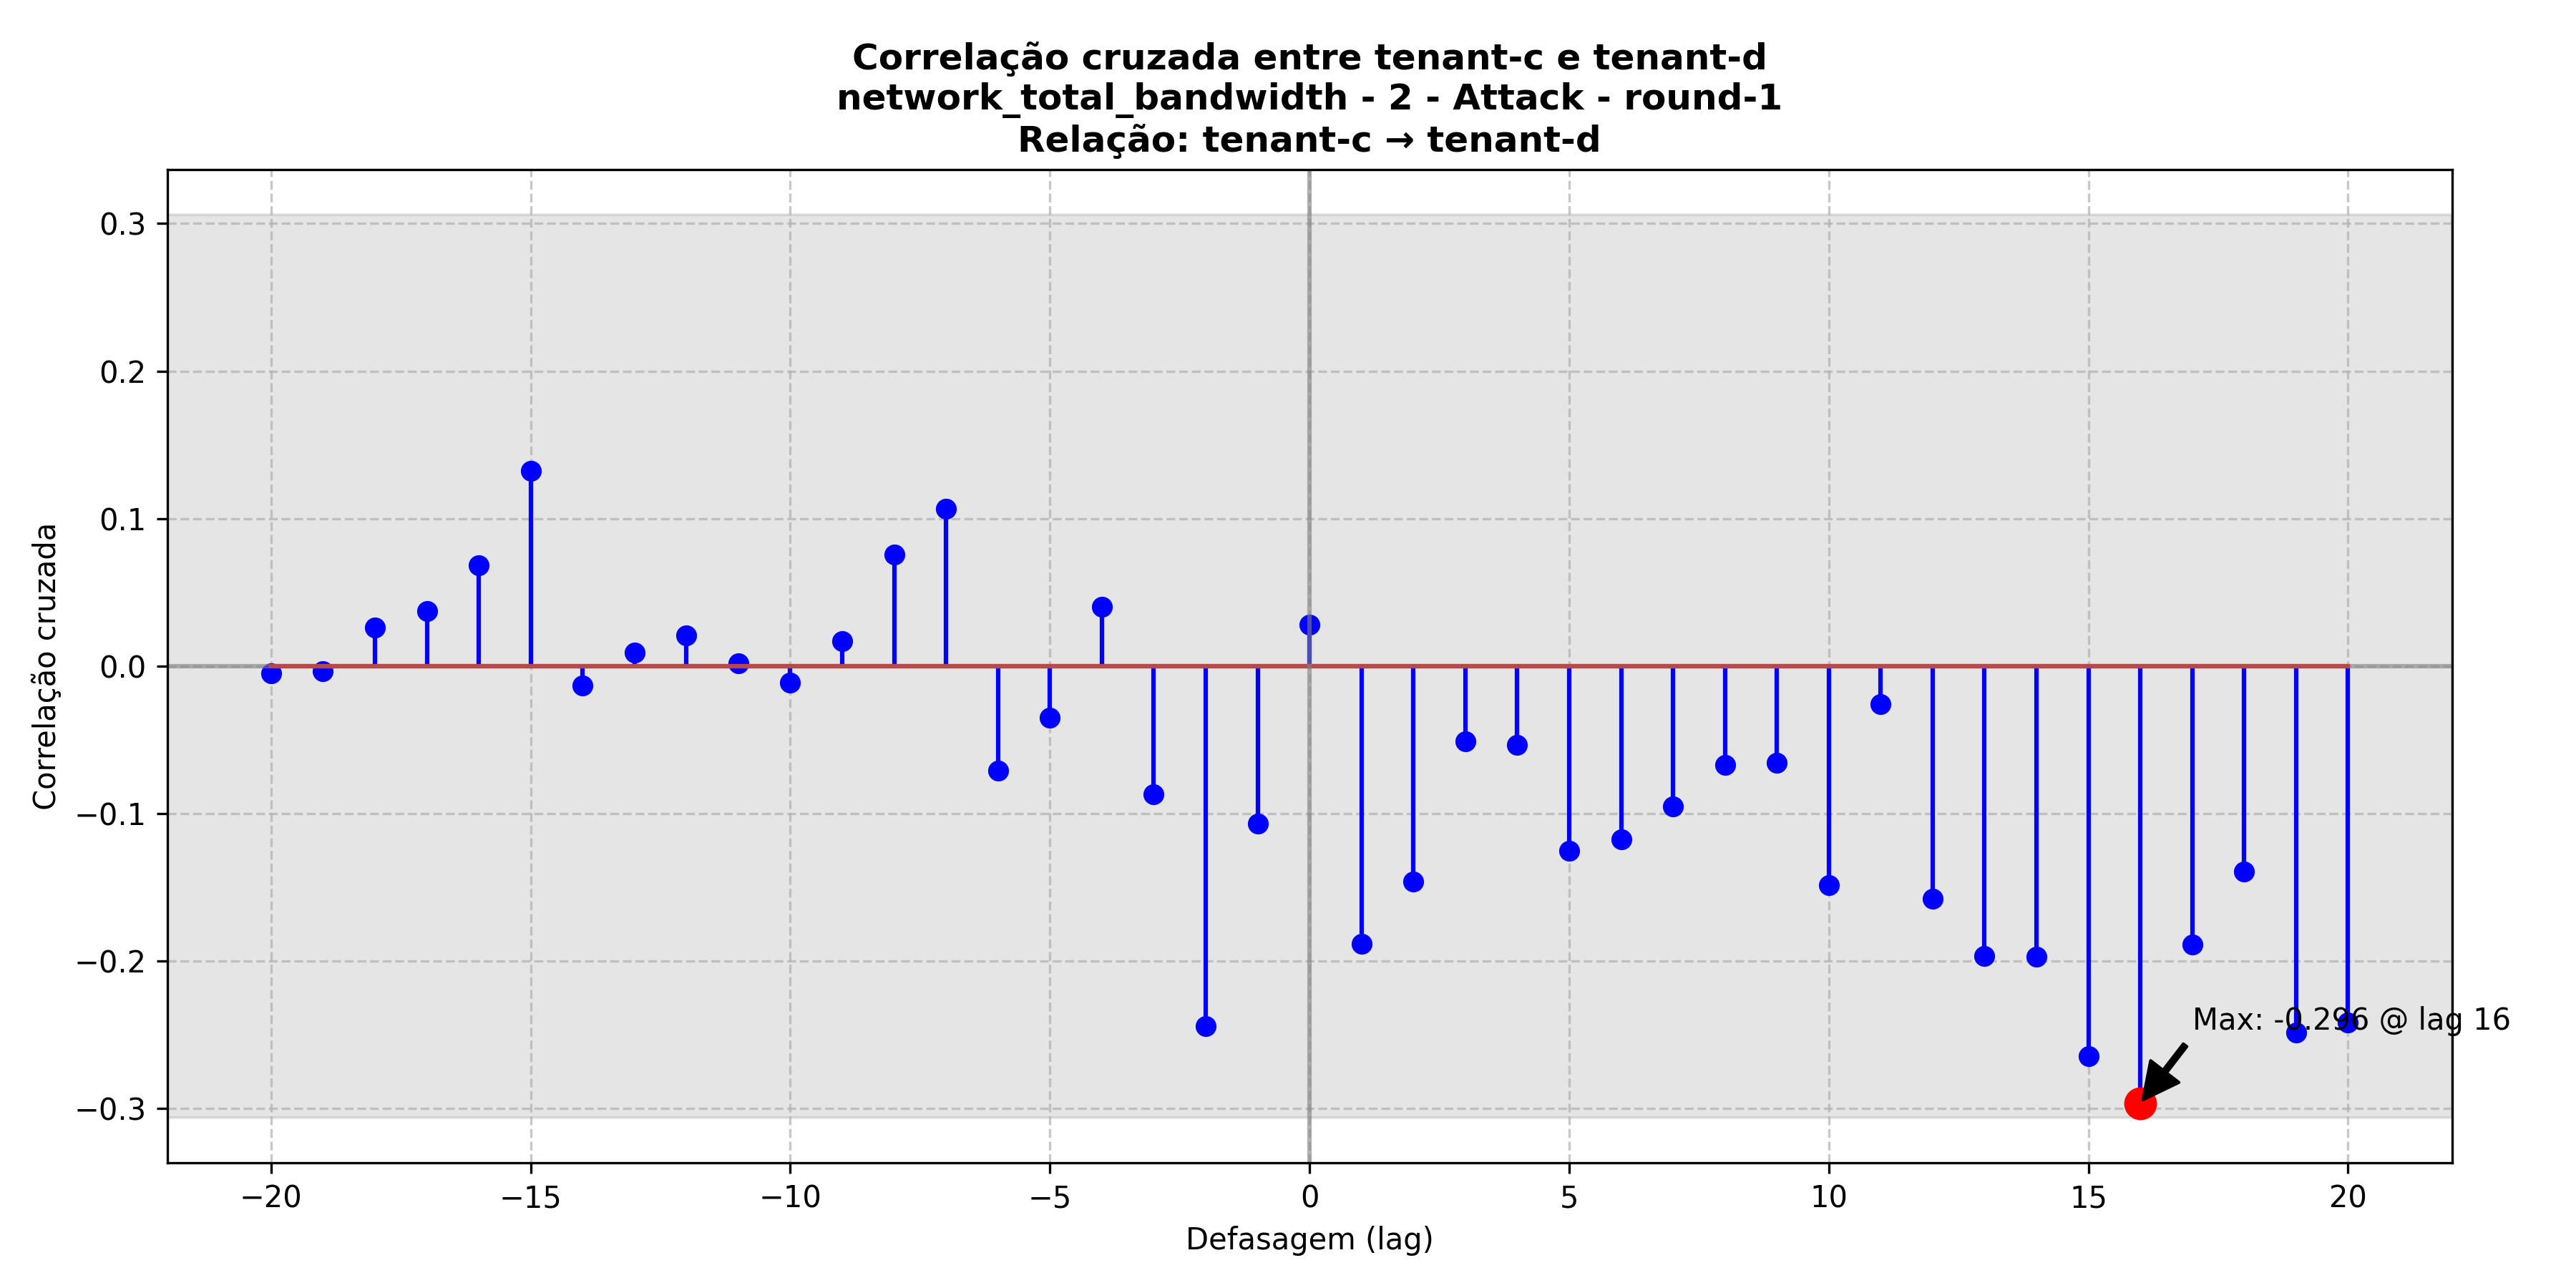 Correlação cruzada entre tenant-c e tenant-d
network_total_bandwidth - 2 - Attack - round-1
Relação: tenant-c → tenant-d
Correlação cruzada
0.3
0.2
0.1
0.0
−0.1
−0.2
−0.3
Max: -0.296 @ lag 16
−20
−15
−10
−5
0
5
10
15
20
Defasagem (lag)